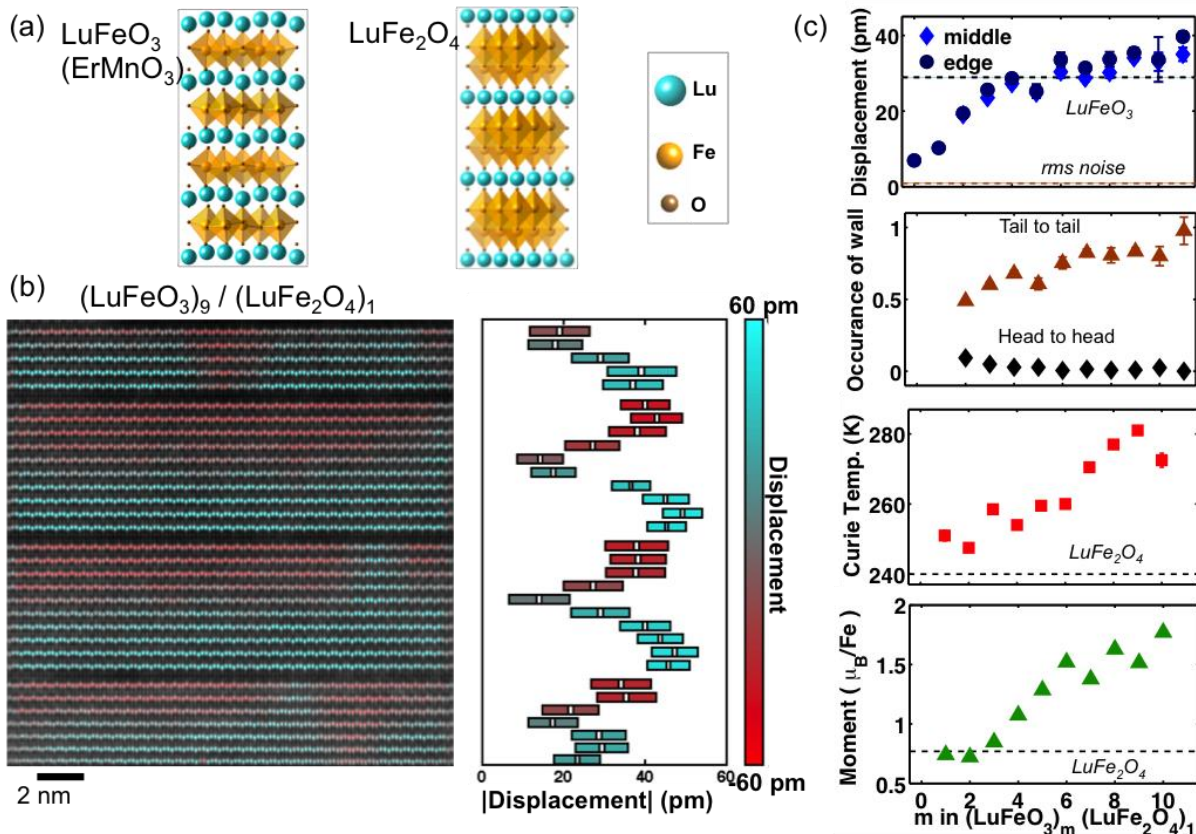 (a)
LuFeO3
(ErMnO3)
LuFe2O4
Lu
Fe
O
(b)
(LuFeO3)9 / (LuFe2O4)1
2 nm
60 pm
Displacement
-60 pm
0 20 40 60
|Displacement| (pm)
(c)
Displacement (pm)
40
20
0
middle
edge
LuFeO3
rms noise
Occurance of wall
1
0.5
0
Tail to tail
Head to head
Curie Temp. (K)
280
260
240
LuFe2O4
Moment ( μB/Fe)
2
1.5
1
0.5
LuFe2O4
0 2 4 6 8 10
m in (LuFeO3)m (LuFe2O4)1